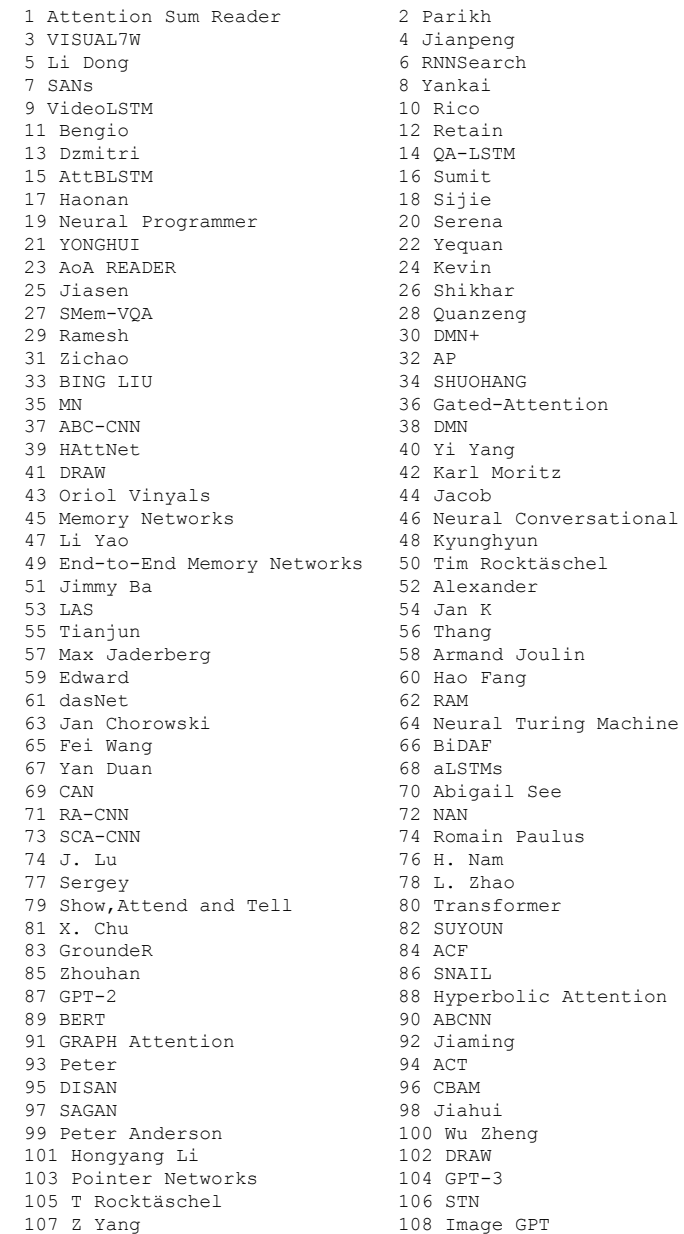 1 Attention Sum Reader 2 Parikh
3 VISUAL7W 4 Jianpeng
5 Li Dong 6 RNNSearch
7 SANs 8 Yankai
9 VideoLSTM 10 Rico
11 Bengio 12 Retain
13 Dzmitri 14 QA-LSTM
15 AttBLSTM 16 Sumit
17 Haonan 18 Sijie
19 Neural Programmer 20 Serena
21 YONGHUI 22 Yequan
23 AoA READER 24 Kevin
25 Jiasen 26 Shikhar
27 SMem-VQA 28 Quanzeng
29 Ramesh 30 DMN+
31 Zichao 32 AP
33 BING LIU 34 SHUOHANG
35 MN 36 Gated-Attention
37 ABC-CNN 38 DMN
39 HAttNet 40 Yi Yang
41 DRAW 42 Karl Moritz
43 Oriol Vinyals 44 Jacob
45 Memory Networks 46 Neural Conversational
47 Li Yao 48 Kyunghyun
49 End-to-End Memory Networks 50 Tim Rocktäschel
51 Jimmy Ba 52 Alexander
53 LAS 54 Jan K
55 Tianjun 56 Thang
57 Max Jaderberg 58 Armand Joulin
59 Edward 60 Hao Fang
61 dasNet 62 RAM
63 Jan Chorowski 64 Neural Turing Machine
65 Fei Wang 66 BiDAF
67 Yan Duan 68 aLSTMs
69 CAN 70 Abigail See
71 RA-CNN 72 NAN
73 SCA-CNN 74 Romain Paulus
74 J. Lu 76 H. Nam
77 Sergey 78 L. Zhao
79 Show,Attend and Tell 80 Transformer
81 X. Chu 82 SUYOUN
83 GroundeR 84 ACF
85 Zhouhan 86 SNAIL
87 GPT-2 88 Hyperbolic Attention
89 BERT 90 ABCNN
91 GRAPH Attention 92 Jiaming
93 Peter 94 ACT
95 DISAN 96 CBAM
97 SAGAN 98 Jiahui
99 Peter Anderson 100 Wu Zheng
101 Hongyang Li 102 DRAW
103 Pointer Networks 104 GPT-3
105 T Rocktäschel 106 STN
107 Z Yang 108 Image GPT